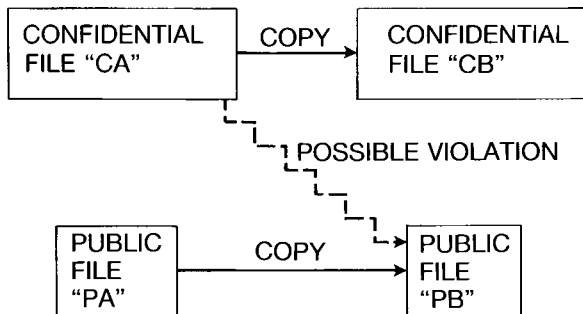 CONFIDENTIAL
FILE "CA"
COPY
CONFIDENTIAL
FILE "CB"
POSSIBLE VIOLATION
PUBLIC
FILE
"PA"
COPY
PUBLIC
FILE
"PB"